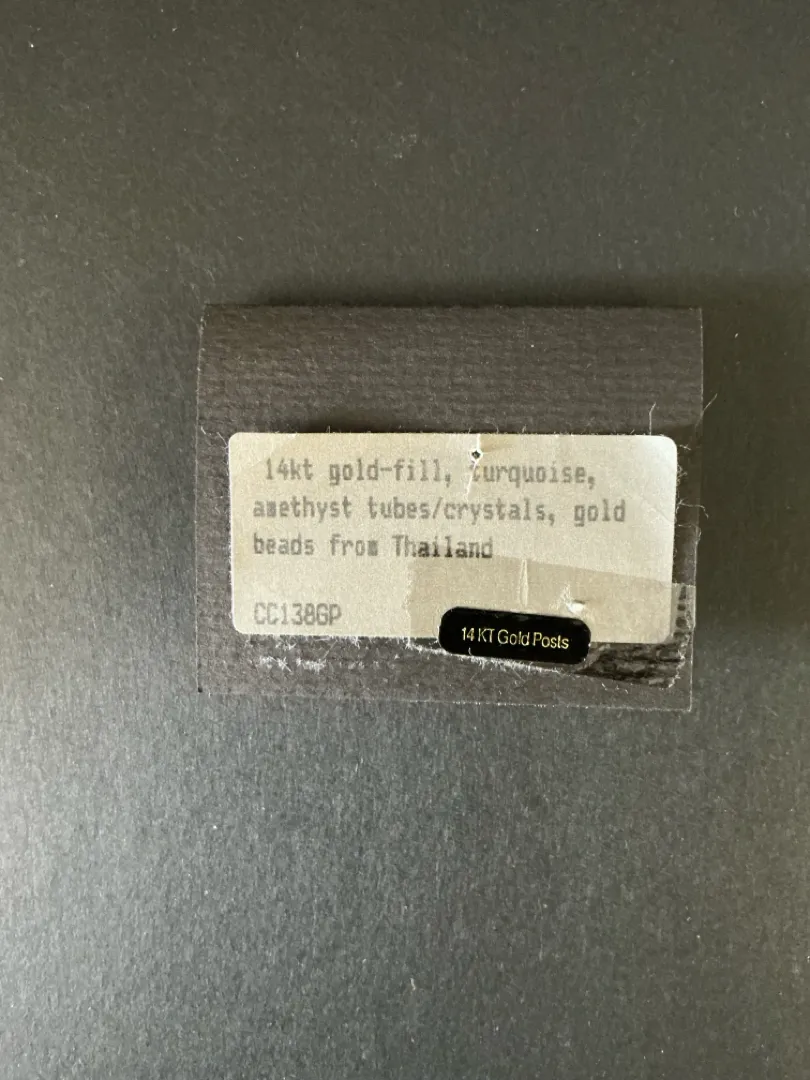 14kt gold-fill, turquoise,
amethyst tubes/crystals, gold
beads from Thailand
CC138GP
14 KT Gold Posts